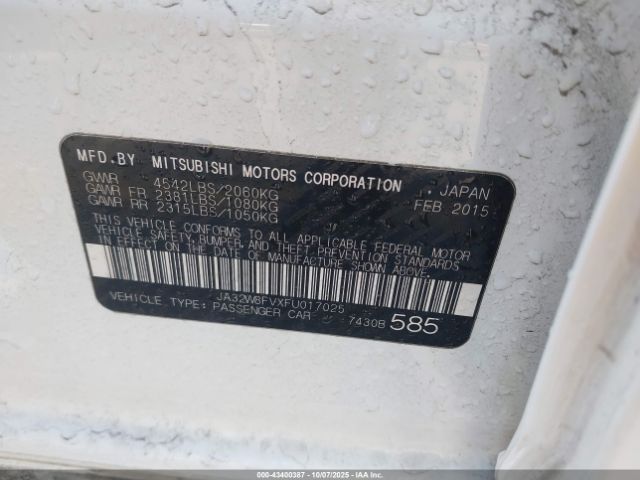 MFD.BY MITSUBISHI MOTORS CORPORATION , JAPAN
GVWR 4542LBS/2060KG FEB 2015
GAWR FR 2381LBS/1080KG
GAWR RR 2315LBS/1050KG
THIS VEHICLE CONFORMS TO ALL APPLICABLE FEDERAL MOTOR
VEHICLE SAFETY, BUMPER, AND THEFT PREVENTION STANDARDS
IN EFFECT ON THE DATE OF MANUFACTURE SHOWN ABOVE.
JA32W8FVXFU017025
VEHICLE TYPE: PASSENGER CAR 7430B 585
000-43400387 | 10/07/2025 | IAA, Inc. Copyright